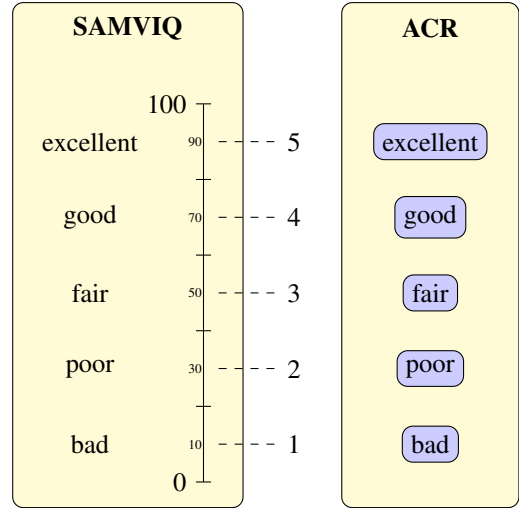 SAMVIQ ACR
100
excellent 90 5 excellent
good 70 4 good
fair 50 3 fair
poor 30 2 poor
bad 10 1 bad
0